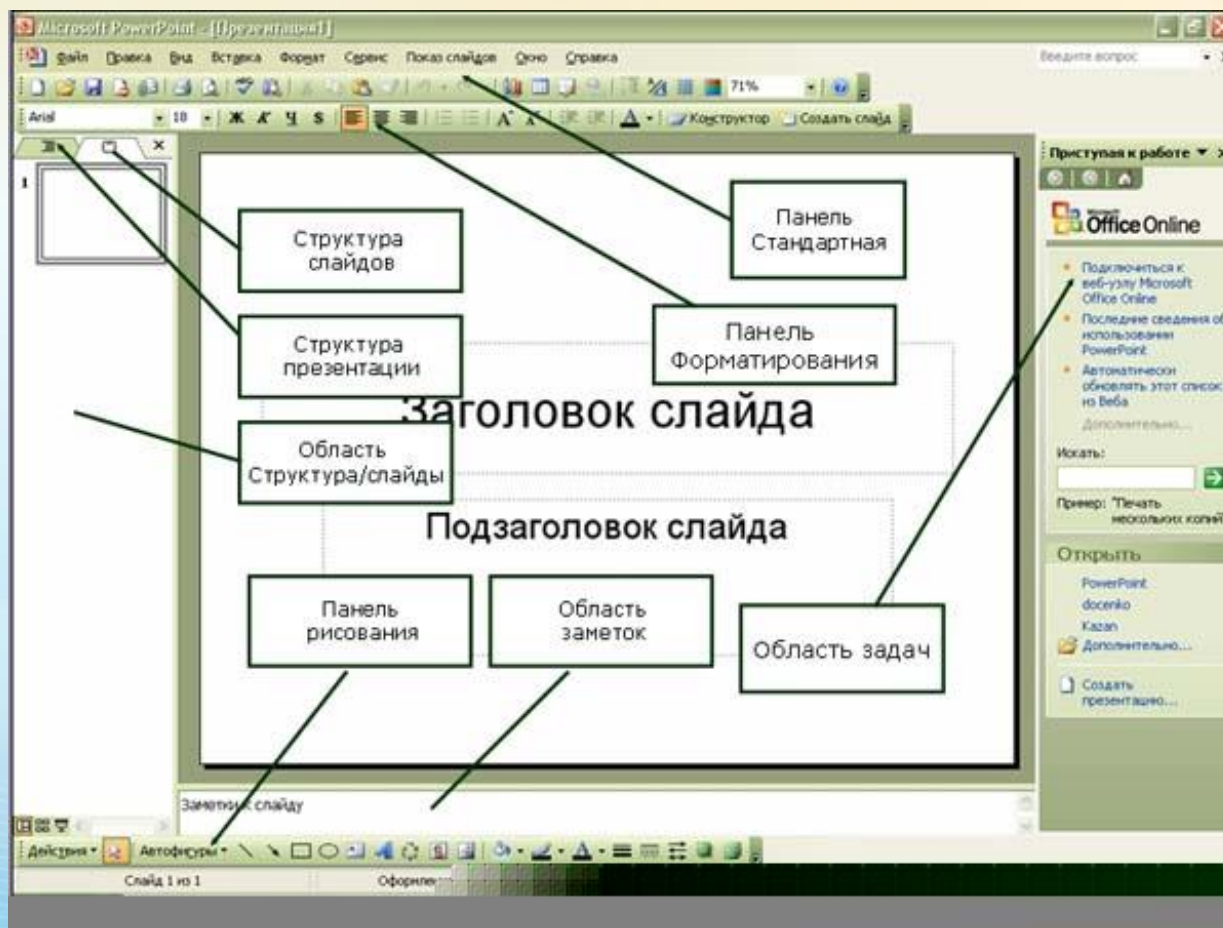 Microsoft PowerPoint - [Презентация1]
Файл Правка Вид Вставка Формат Сервис Показ слайдов Окно Справка
Введите вопрос
71%
Arial 18 Ж К Ч S Конструктор Создать слайд
Приступая к работе
1
Microsoft
Office Online
Структура
слайдов
Панель
Стандартная
Подключиться к
веб-узлу Microsoft
Office Online
Последние сведения об
использовании
PowerPoint
Автоматически
обновлять этот список
из Веба
Дополнительно...
Структура
презентации
Панель
Форматирования
Заголовок слайда
Область
Структура/слайды
Искать:
Пример: "Печать
нескольких копий
Подзаголовок слайда
Открыть
PowerPoint
docenko
Kazan
Дополнительно...
Создать
презентацию...
Панель
рисования
Область
заметок
Область задач
Заметки к слайду
Действия Автофигуры
Слайд 1 из 1